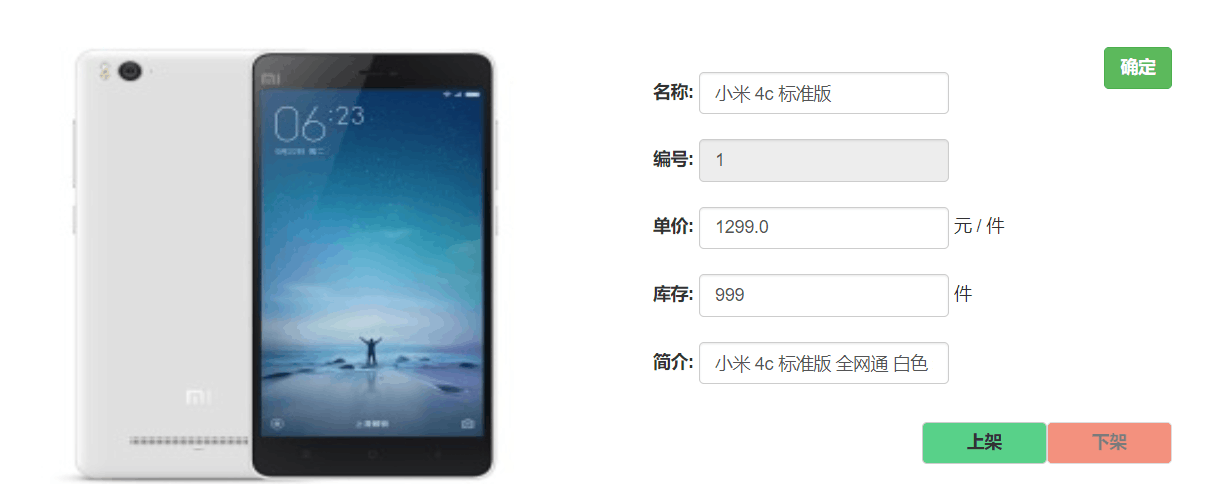 确定
名称: 小米 4c 标准版
编号: 1
单价: 1299.0 元 / 件
库存: 999 件
简介: 小米 4c 标准版 全网通 白色
上架 下架
MI
06:23
mi